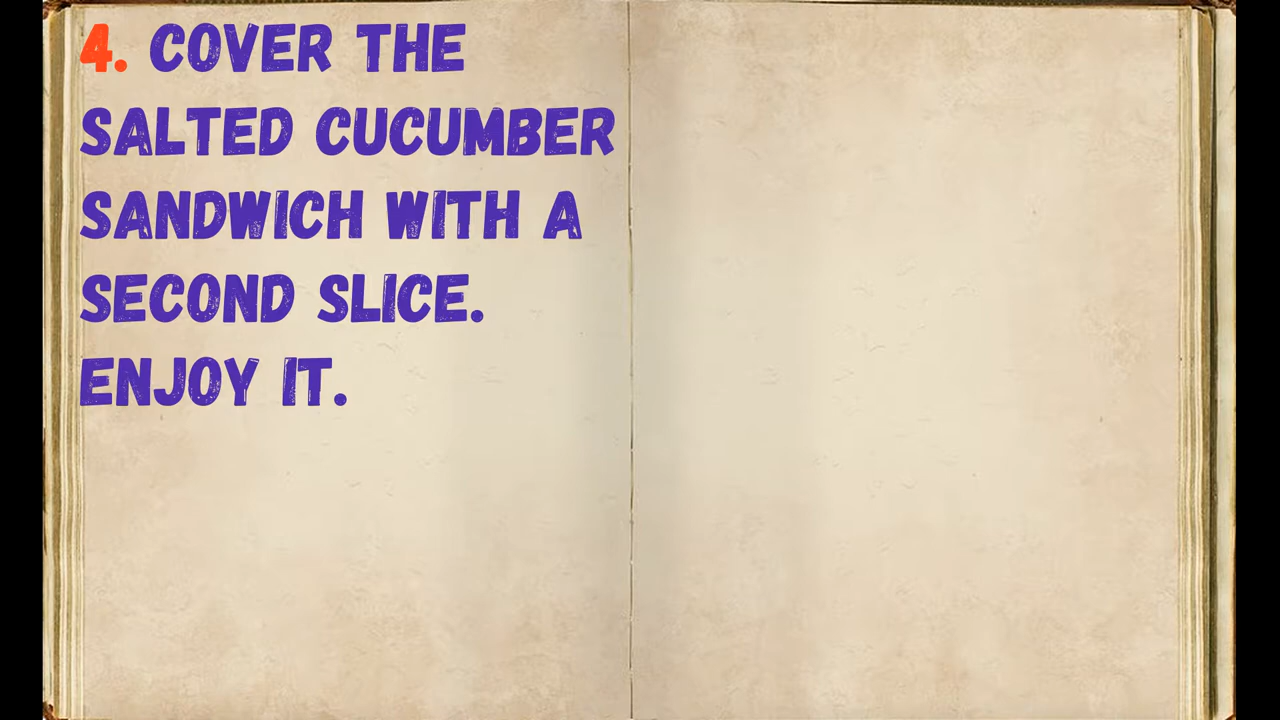 4. COVER THE
SALTED CUCUMBER
SANDWICH WITH A
SECOND SLICE.
ENJOY IT.